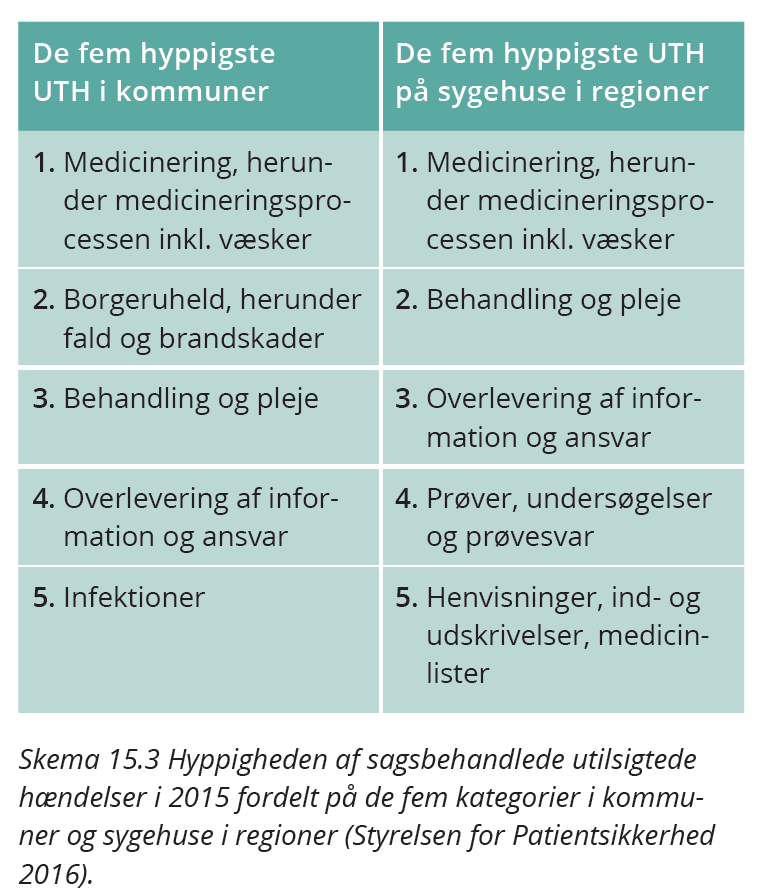 De fem hyppigste
UTH i kommuner
De fem hyppigste UTH
på sygehuse i regioner
1. Medicinering, herun-
der medicineringspro-
cessen inkl. væsker
1. Medicinering, herun-
der medicineringspro-
cessen inkl. væsker
2. Borgeruheld, herunder
fald og brandskader
2. Behandling og pleje
3. Behandling og pleje
3. Overlevering af infor-
mation og ansvar
4. Overlevering af infor-
mation og ansvar
4. Prøver, undersøgelser
og prøvesvar
5. Infektioner
5. Henvisninger, ind- og
udskrivelser, medicin-
lister
Skema 15.3 Hyppigheden af sagsbehandlede utilsigtede
hændelser i 2015 fordelt på de fem kategorier i kommu-
ner og sygehuse i regioner (Styrelsen for Patientsikkerhed
2016).